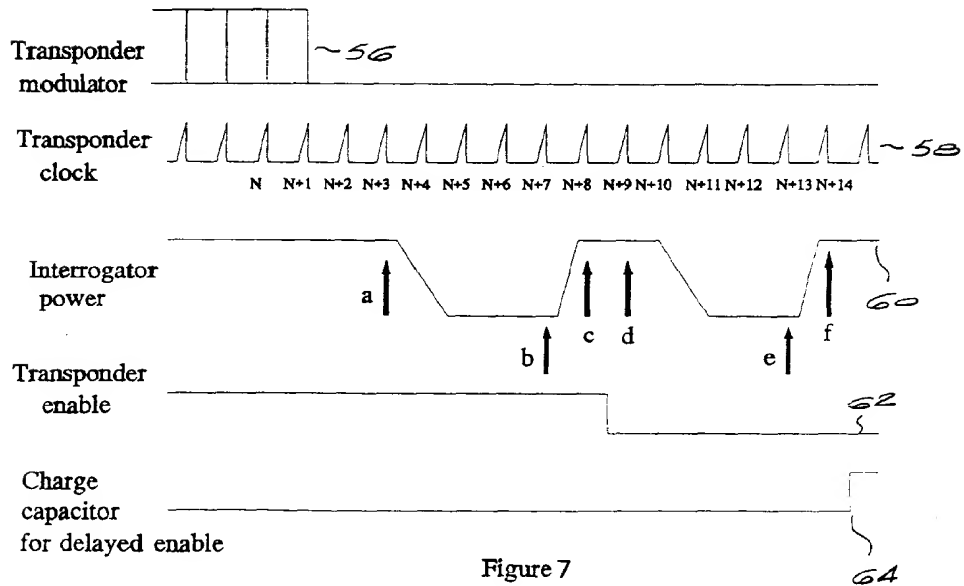 Transponder
modulator
~56
Transponder
clock
~58
N N+1 N+2 N+3 N+4 N+5 N+6 N+7 N+8 N+9 N+10 N+11 N+12 N+13 N+14
Interrogator
power
a
b
c
d
e
f
60
Transponder
enable
62
Charge
capacitor
for delayed enable
64
Figure 7